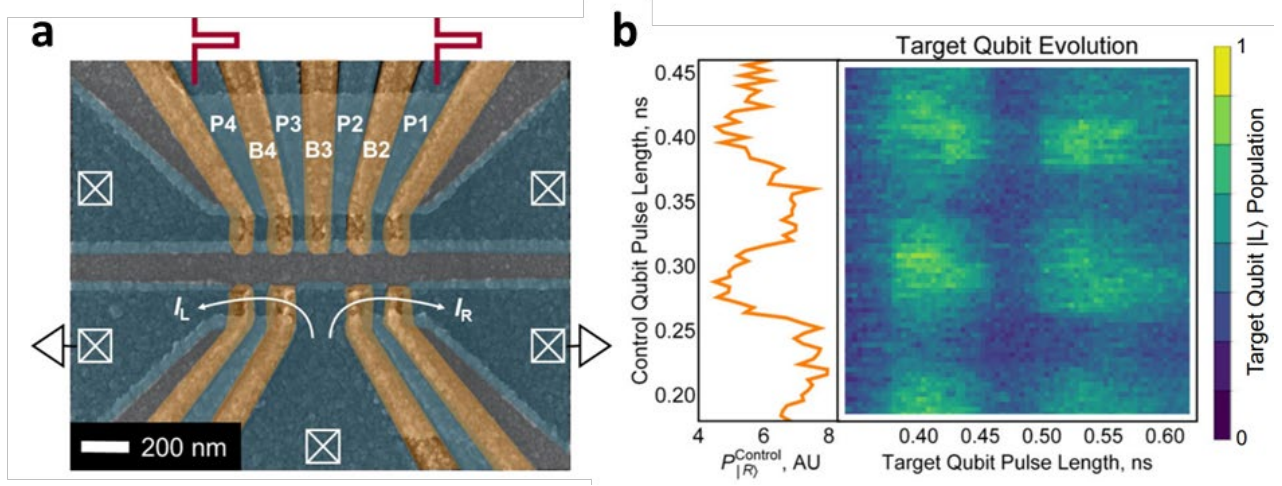 a
P4
P3
P2
P1
B4
B3
B2
I_L
I_R
200 nm
b
Target Qubit Evolution
Control Qubit Pulse Length, ns
0.45
0.40
0.35
0.30
0.25
0.20
4
6
8
P_{|R⟩}^{Control}, AU
0.40
0.45
0.50
0.55
0.60
Target Qubit Pulse Length, ns
1
0
Target Qubit |L⟩ Population